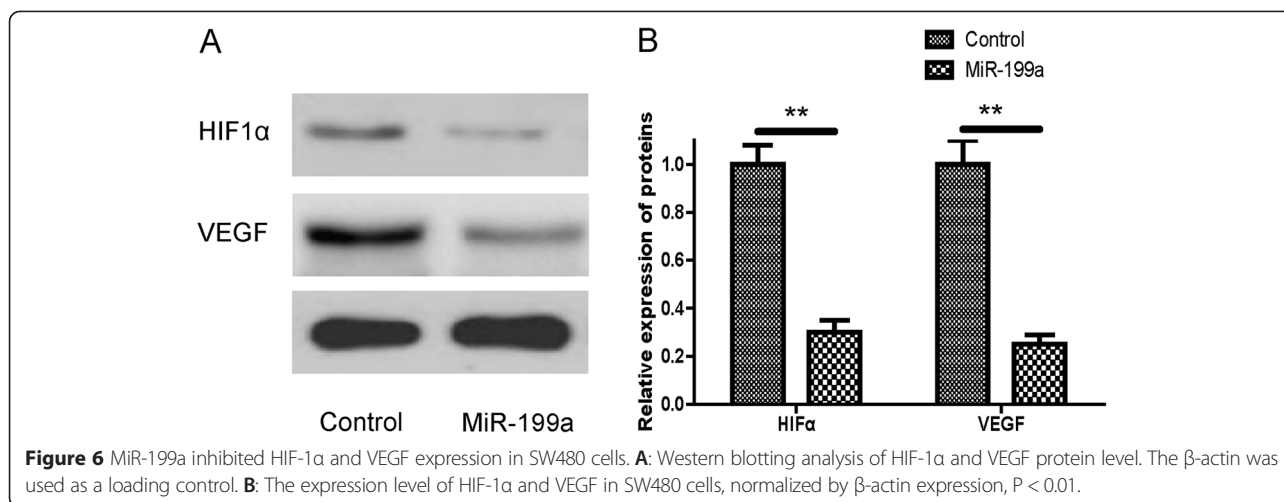 A
HIF1α
VEGF
Control MiR-199a
B
Control
MiR-199a
** **
Relative expression of proteins
1.0
0.8
0.6
0.4
0.2
0.0
HIFα VEGF
Figure 6 MiR-199a inhibited HIF-1α and VEGF expression in SW480 cells. A: Western blotting analysis of HIF-1α and VEGF protein level. The β-actin was
used as a loading control. B: The expression level of HIF-1α and VEGF in SW480 cells, normalized by β-actin expression, P < 0.01.